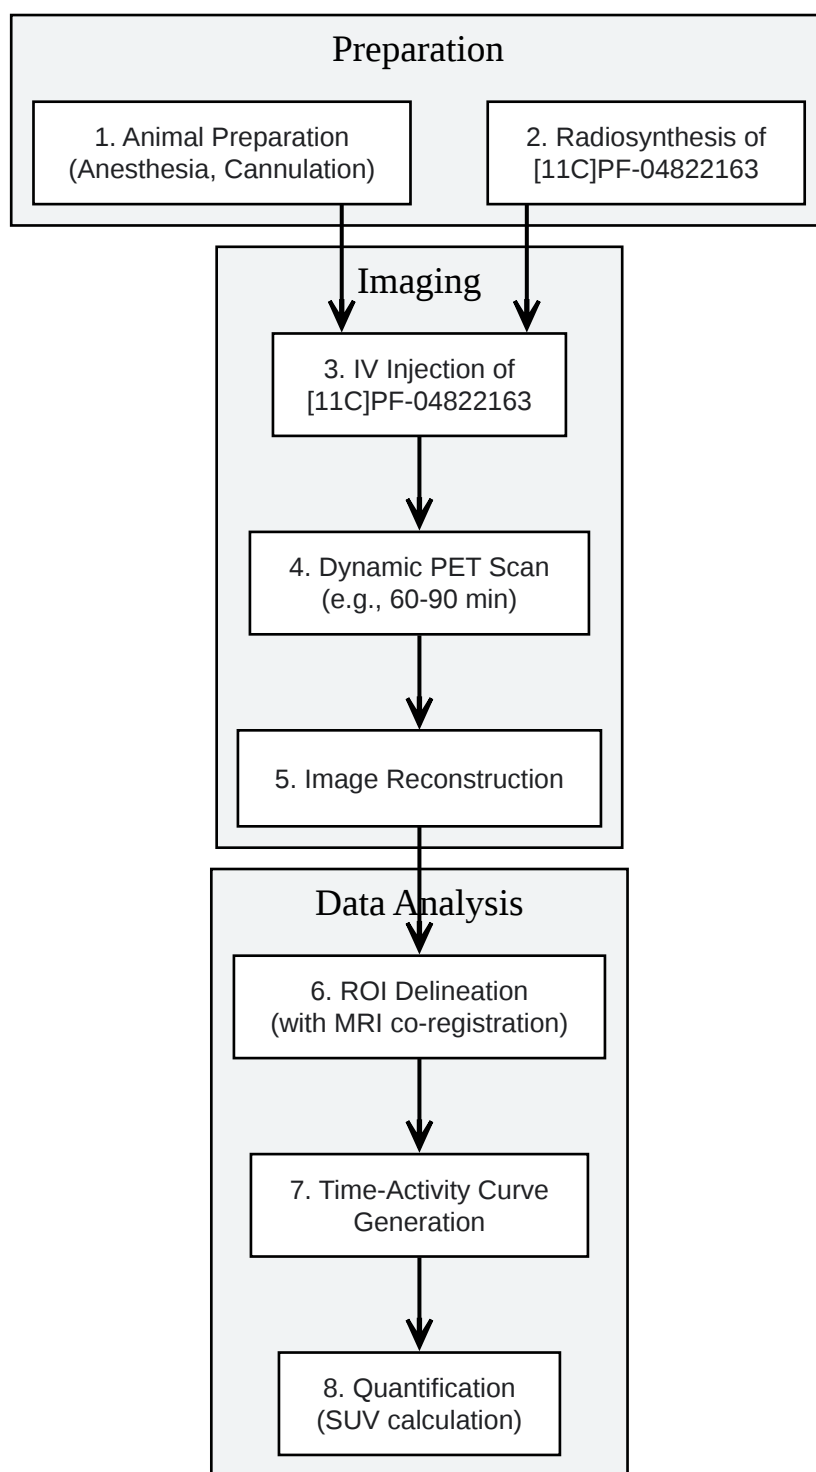 Preparation
1. Animal Preparation
(Anesthesia, Cannulation)
2. Radiosynthesis of
[11C]PF-04822163
Imaging
3. IV Injection of
[11C]PF-04822163
4. Dynamic PET Scan
(e.g., 60-90 min)
5. Image Reconstruction
Data Analysis
6. ROI Delineation
(with MRI co-registration)
7. Time-Activity Curve
Generation
8. Quantification
(SUV calculation)